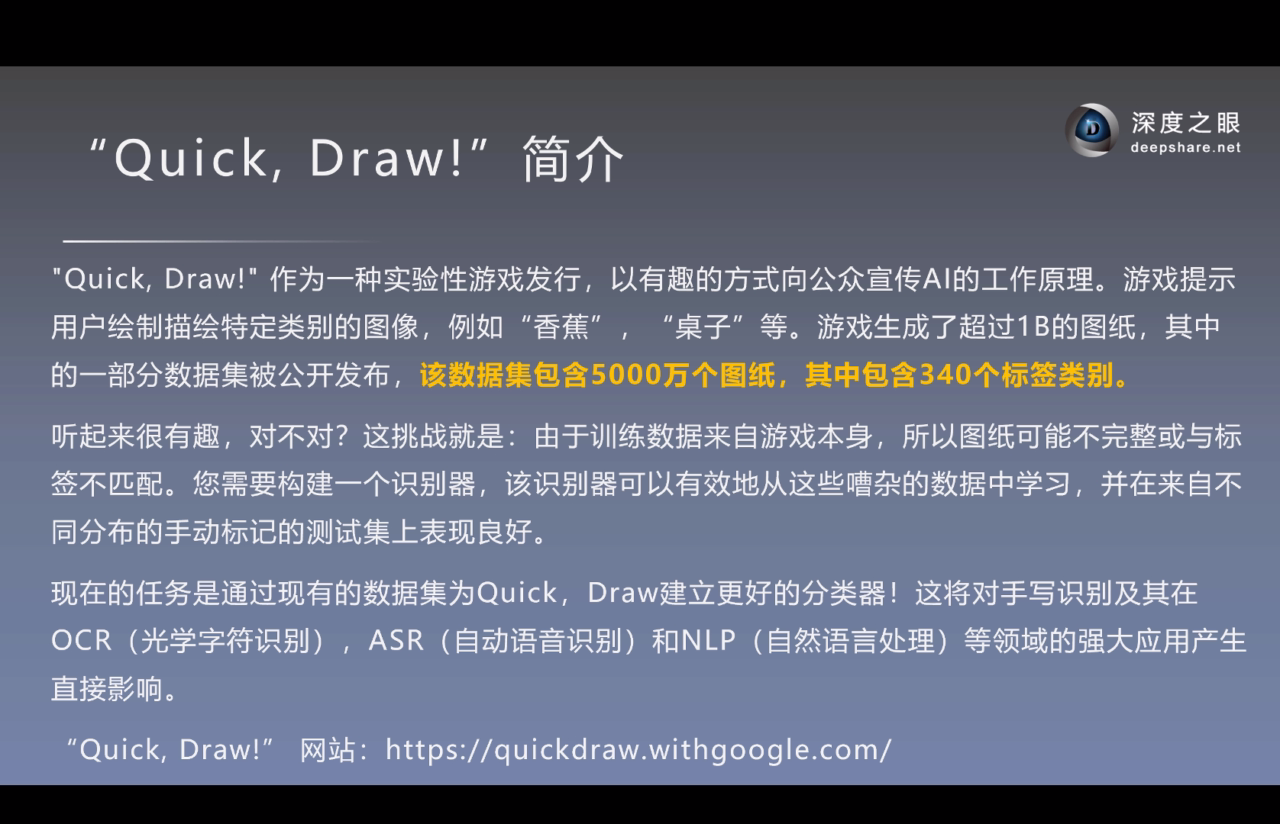 “Quick, Draw!” 简介
深度之眼
deepshare.net
"Quick, Draw!" 作为一种实验性游戏发行，以有趣的方式向公众宣传AI的工作原理。游戏提示
用户绘制描绘特定类别的图像，例如“香蕉”，“桌子”等。游戏生成了超过1B的图纸，其中
的一部分数据集被公开发布，该数据集包含5000万个图纸，其中包含340个标签类别。
听起来很有趣，对不对？这挑战就是：由于训练数据来自游戏本身，所以图纸可能不完整或与标
签不匹配。您需要构建一个识别器，该识别器可以有效地从这些嘈杂的数据中学习，并在来自不
同分布的手动标记的测试集上表现良好。
现在的任务是通过现有的数据集为Quick，Draw建立更好的分类器！这将对手写识别及其在
OCR（光学字符识别），ASR（自动语音识别）和NLP（自然语言处理）等领域的强大应用产生
直接影响。
“Quick, Draw!” 网站：https://quickdraw.withgoogle.com/